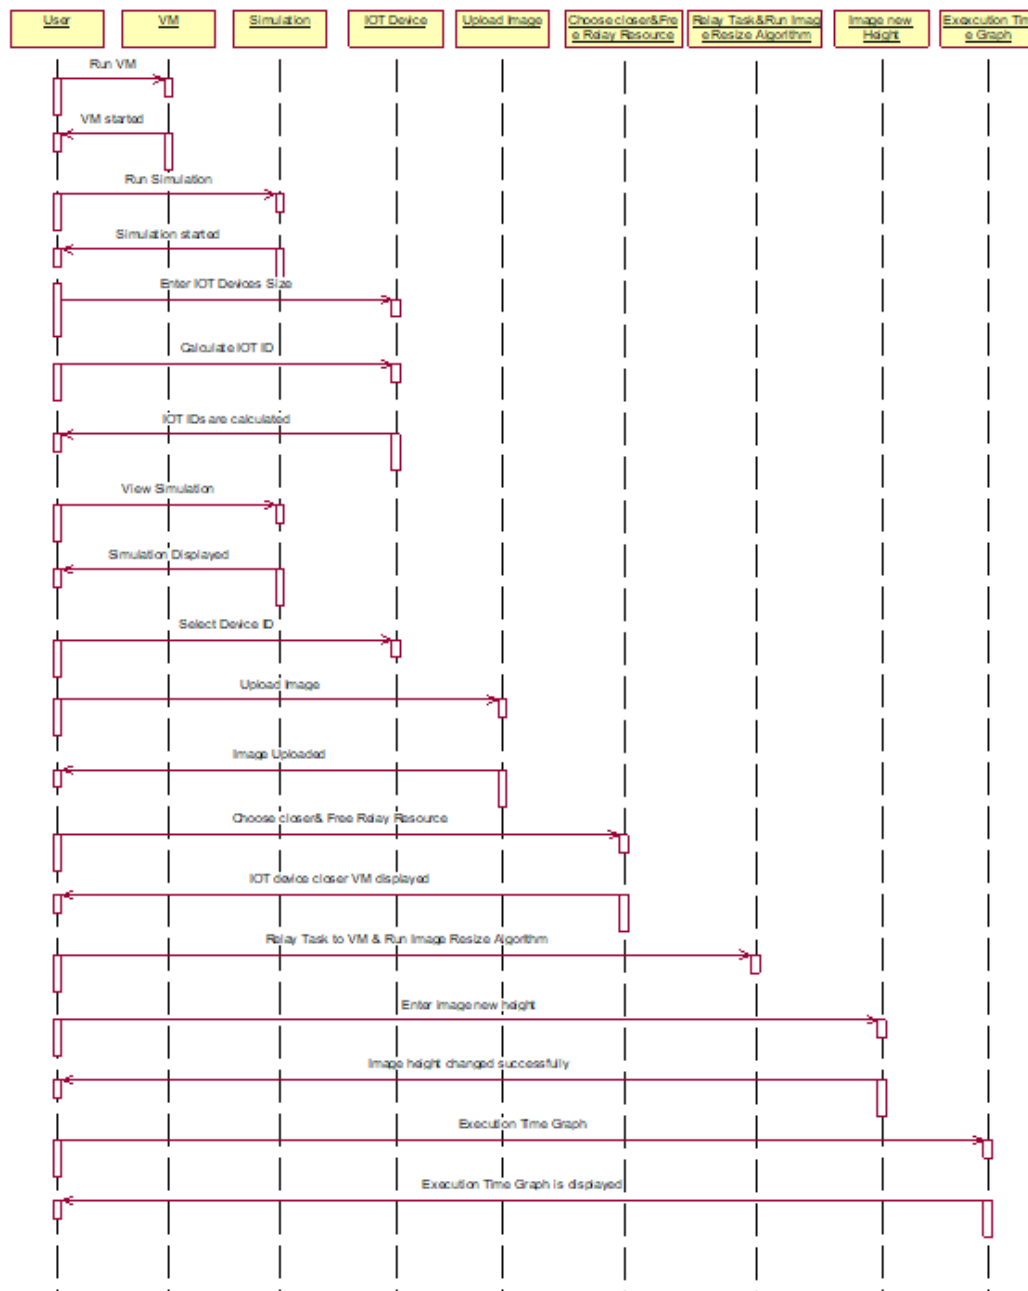 User
VM
Simulation
IOT Device
Upload Image
Choose closer&Fre
e Relay Resource
Relay Task&Run Imag
e Resize Algorithm
Image new
Height
Exexcution Tim
e Graph
Run VM
VM started
Run Simulation
Simulation started
Enter IOT Devices Size
Calculate IOT ID
IOT IDs are calculated
View Simulation
Simulation Displayed
Select Device ID
Upload Image
Image Uploaded
Choose closer& Free Relay Resource
IOT device closer VM displayed
Relay Task to VM & Run Image Resize Algorithm
Enter image new height
Image height changed successfully
Execution Time Graph
Execution Time Graph is displayed